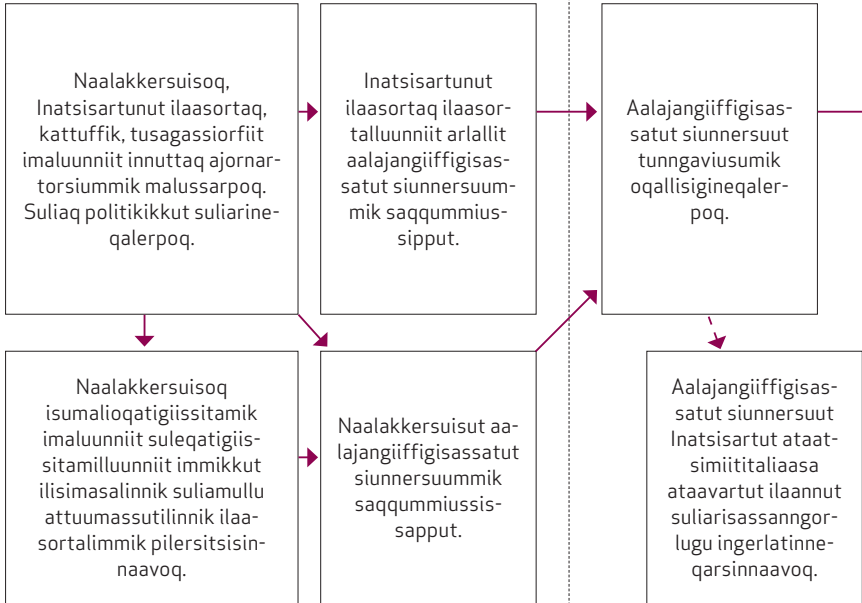 Naalakkersuisoq,
Inatsisartunut ilaasortaq,
kattuffik, tusagassiorfiit
imaluunniit innuttaq ajornar-
torsiummik malussarpoq.
Suliaq politikikkut suliarine-
qalerpoq.
Inatsisartunut
ilaasortaq ilaasor-
talluunniit arlallit
aalajangiiffigisas-
satut siunnersuum-
mik saqqummius-
sipput.
Aalajangiiffigisas-
satut siunnersuut
tunngaviusumik
oqallisigineqaler-
poq.
Naalakkersuisoq
isumalioqatigiissitamik
imaluunniit suleqatigiis-
sitamilluunniit immikkut
ilisimasalinnik suliamullu
attuumassutilinnik ilaa-
sortalimmik pilersitsisin-
naavoq.
Naalakkersuisut aa-
lajangiiffigisassatut
siunnersuummik
saqqummiussis-
sapput.
Aalajangiiffigisas-
satut siunnersuut
Inatsisartut ataat-
simiititaliaasa
ataavartut ilaannut
suliarisassanngor-
lugu ingerlatinne-
qarsinnaavoq.